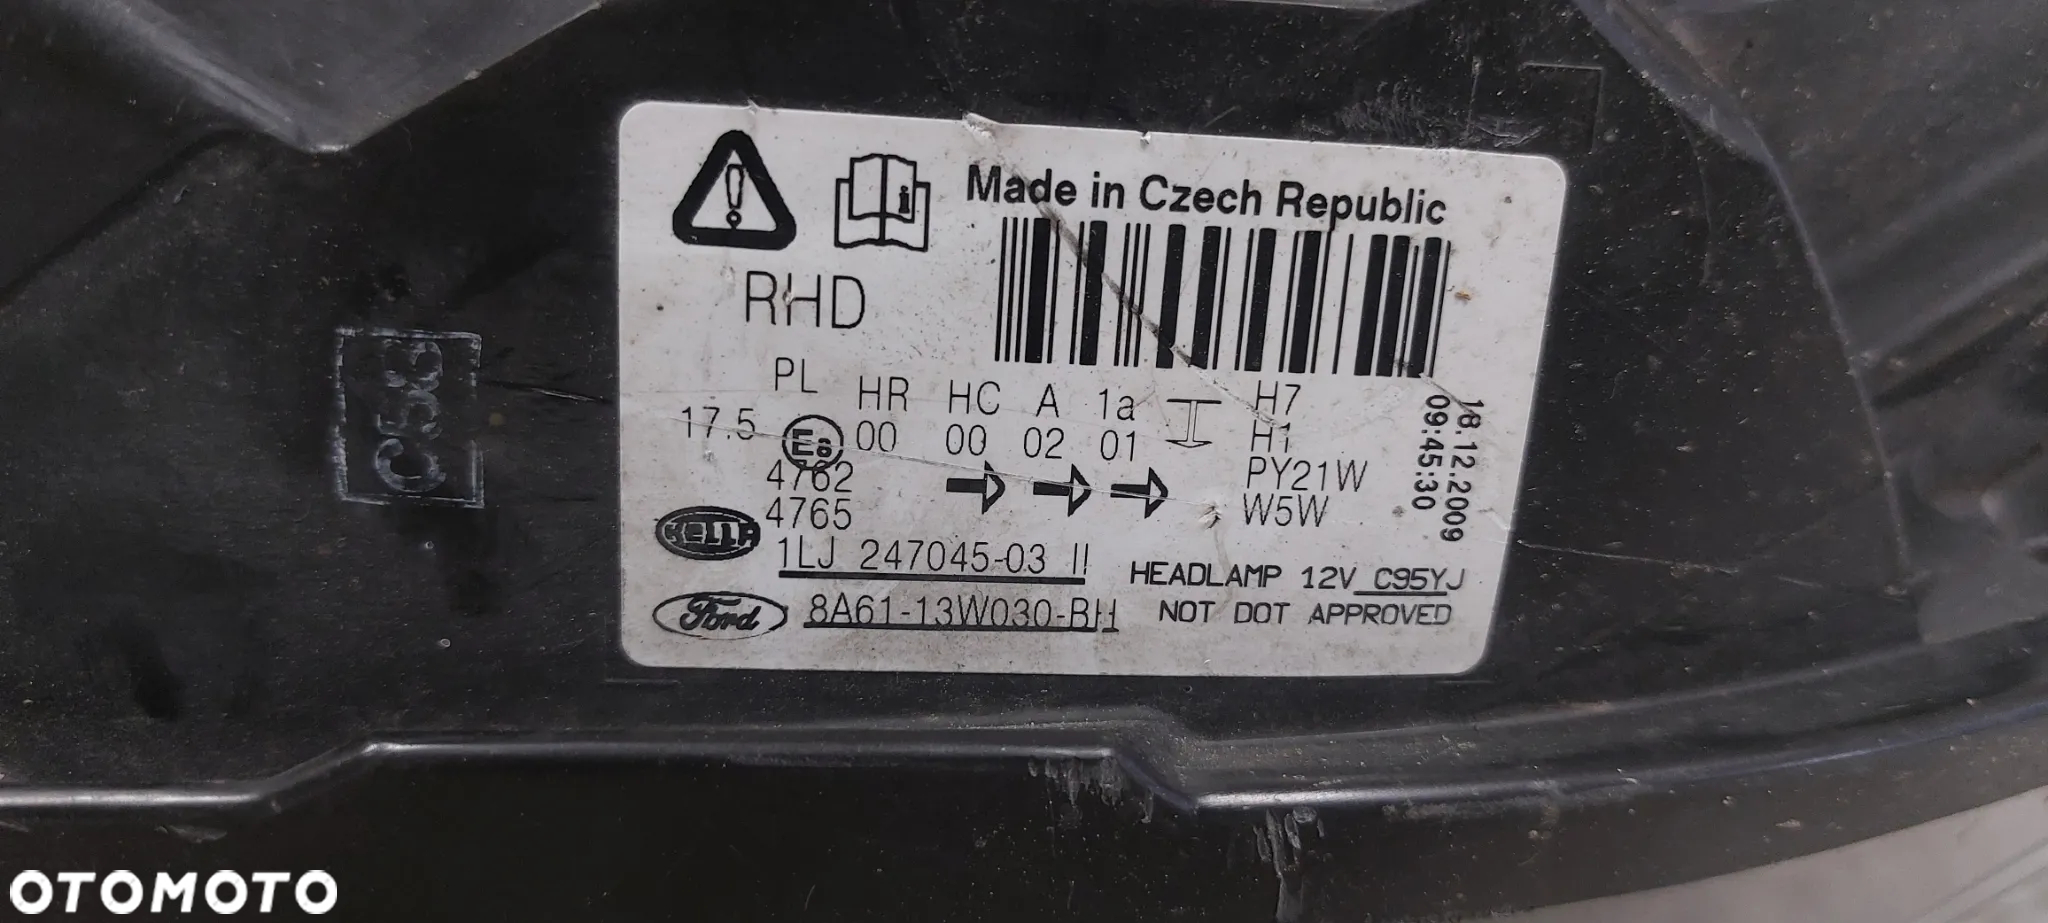 Made in Czech Republic
RHD
PL HR HC A 1a H7
17.5 E8 00 00 02 01 H1
4762 PY21W
4765 W5W
18.12.2009
09:45:30
HELLA
1LJ 247045-03 II
HEADLAMP 12V C95YJ
Ford 8A61-13W030-BH
NOT DOT APPROVED
C58
OTOMOTO